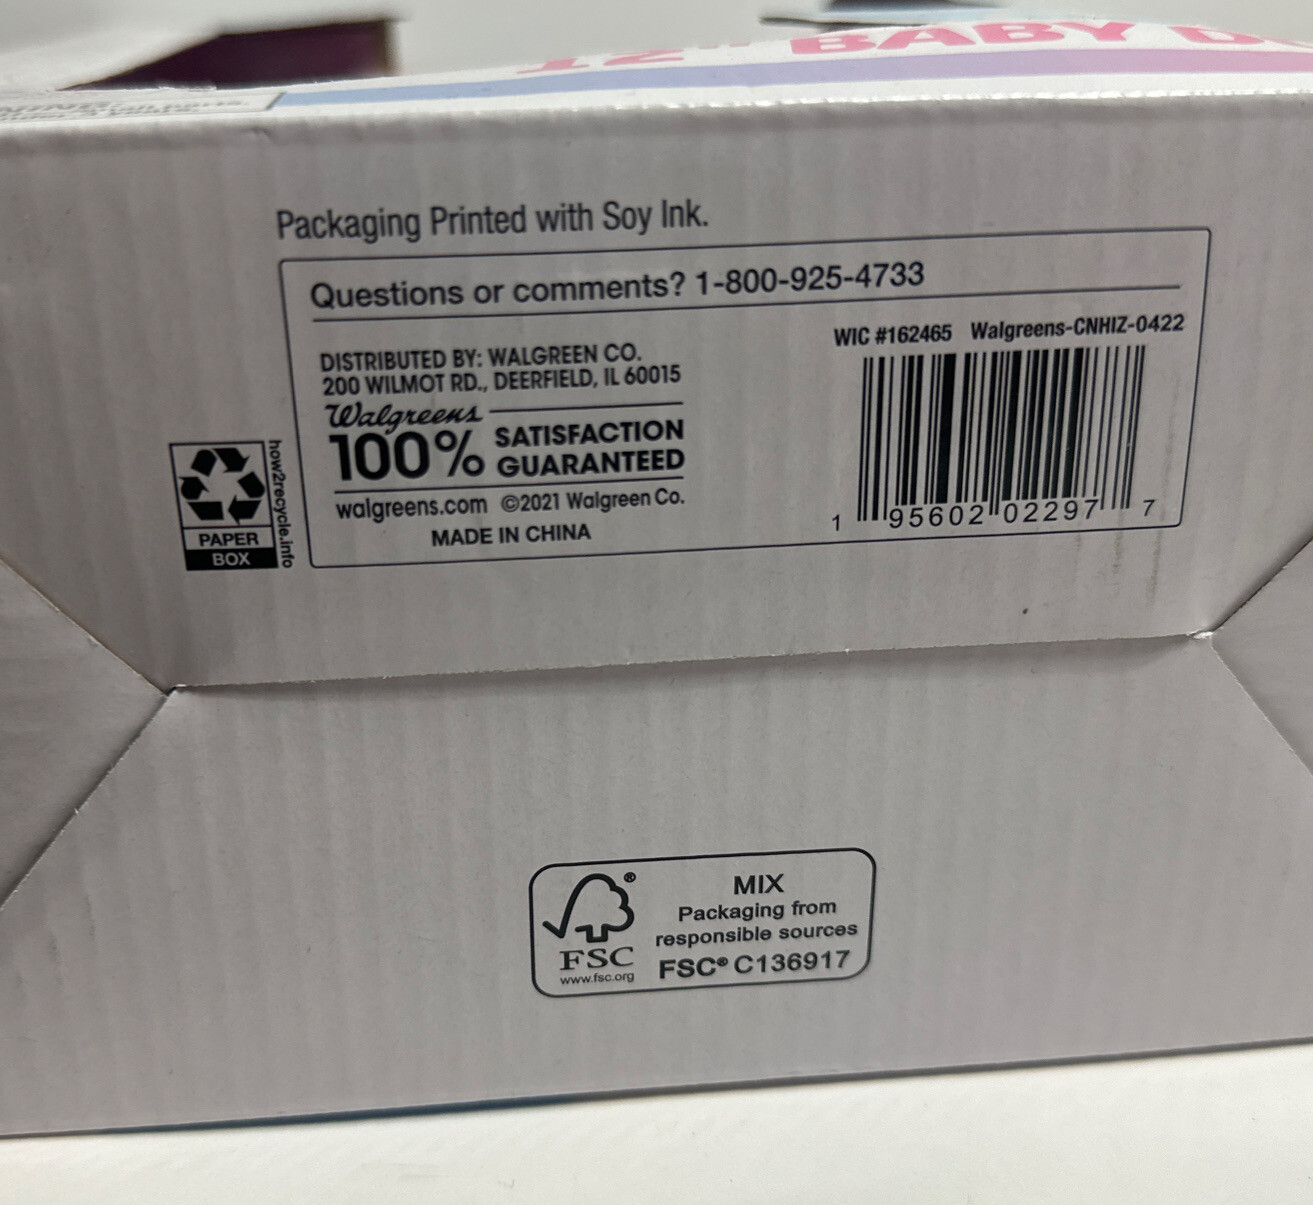 12" BABY D
Packaging Printed with Soy Ink.
Questions or comments? 1-800-925-4733
WIC #162465 Walgreens-CNHIZ-0422
DISTRIBUTED BY: WALGREEN CO.
200 WILMOT RD., DEERFIELD, IL 60015
Walgreens
100% SATISFACTION
GUARANTEED
walgreens.com ©2021 Walgreen Co.
MADE IN CHINA
1 95602 02297 7
how2recycle.info
PAPER
BOX
MIX
Packaging from
responsible sources
FSC® C136917
FSC
www.fsc.org
®